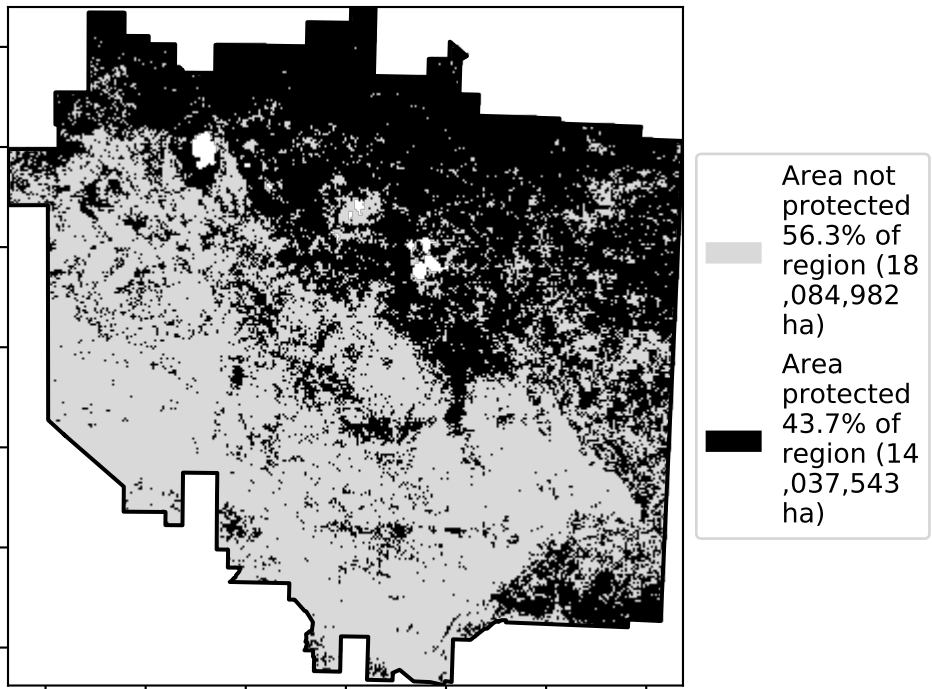 Area not
protected
56.3% of
region (18
,084,982
ha)
Area
protected
43.7% of
region (14
,037,543
ha)